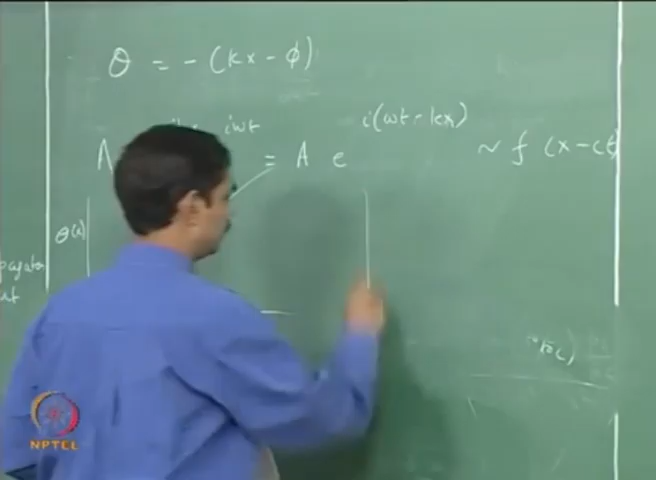 θ = -(kx - φ)
A iωt = A e i(ωt - kx) ~ f (x - ct)
θ(x)
NPTEL